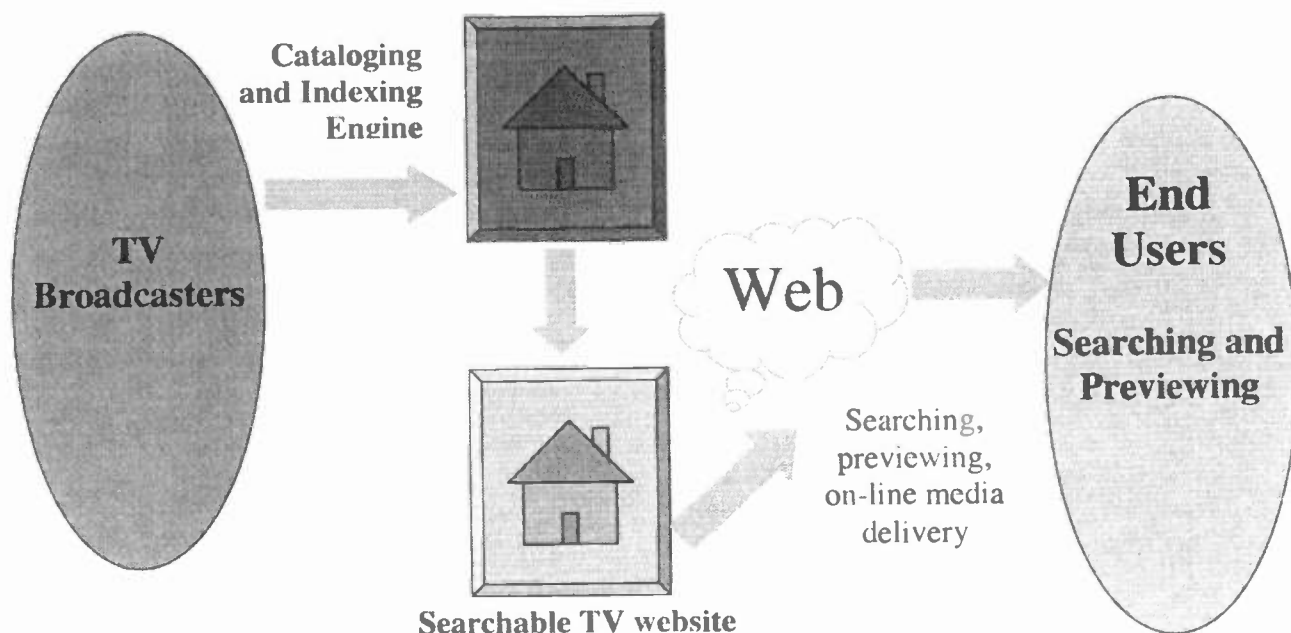 Cataloging
and Indexing
Engine
TV
Broadcasters
Web
End
Users
Searching and
Previewing
Searching,
previewing,
on-line media
delivery
Searchable TV website